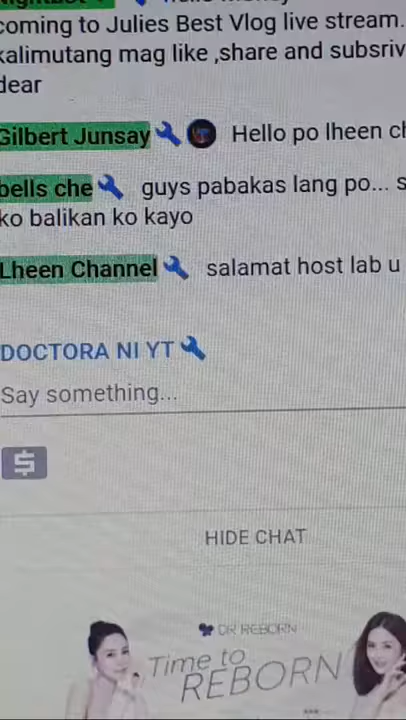 coming to Julies Best Vlog live stream.
kalimutang mag like ,share and subsriv
dear
Gilbert Junsay Hello po lheen ch
bells che guys pabakas lang po... s
ko balikan ko kayo
Lheen Channel salamat host lab u
DOCTORA NI YT
Say something...
$
HIDE CHAT
DR REBORN
Time to
REBORN